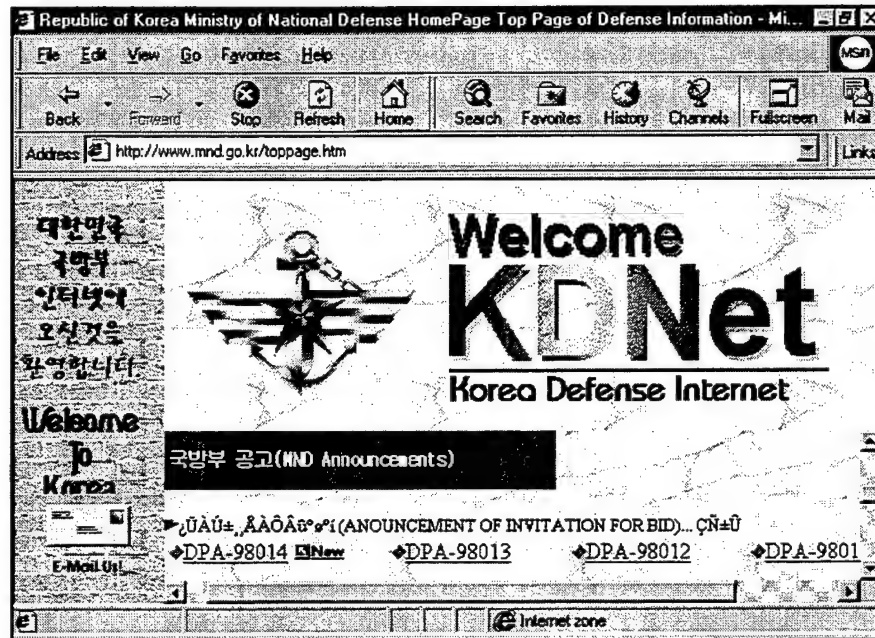 Republic of Korea Ministry of National Defense HomePage Top Page of Defense Information - Mi...
File Edit View Go Favorites Help
msn
Back Forward Stop Refresh Home Search Favorites History Channels Fullscreen Mail
Address http://www.mnd.go.kr/toppage.htm Links
대한민국
국방부
인터넷에
오신것을
환영합니다
Welcome
To
Korea
E-Mail Us!
Welcome
KDNet
Korea Defense Internet
국방부 공고(MND Announcements)
(ANOUNCEMENT OF INVITATION FOR BID)... ÇÑ±Û
DPA-98014 New DPA-98013 DPA-98012 DPA-9801
Internet zone